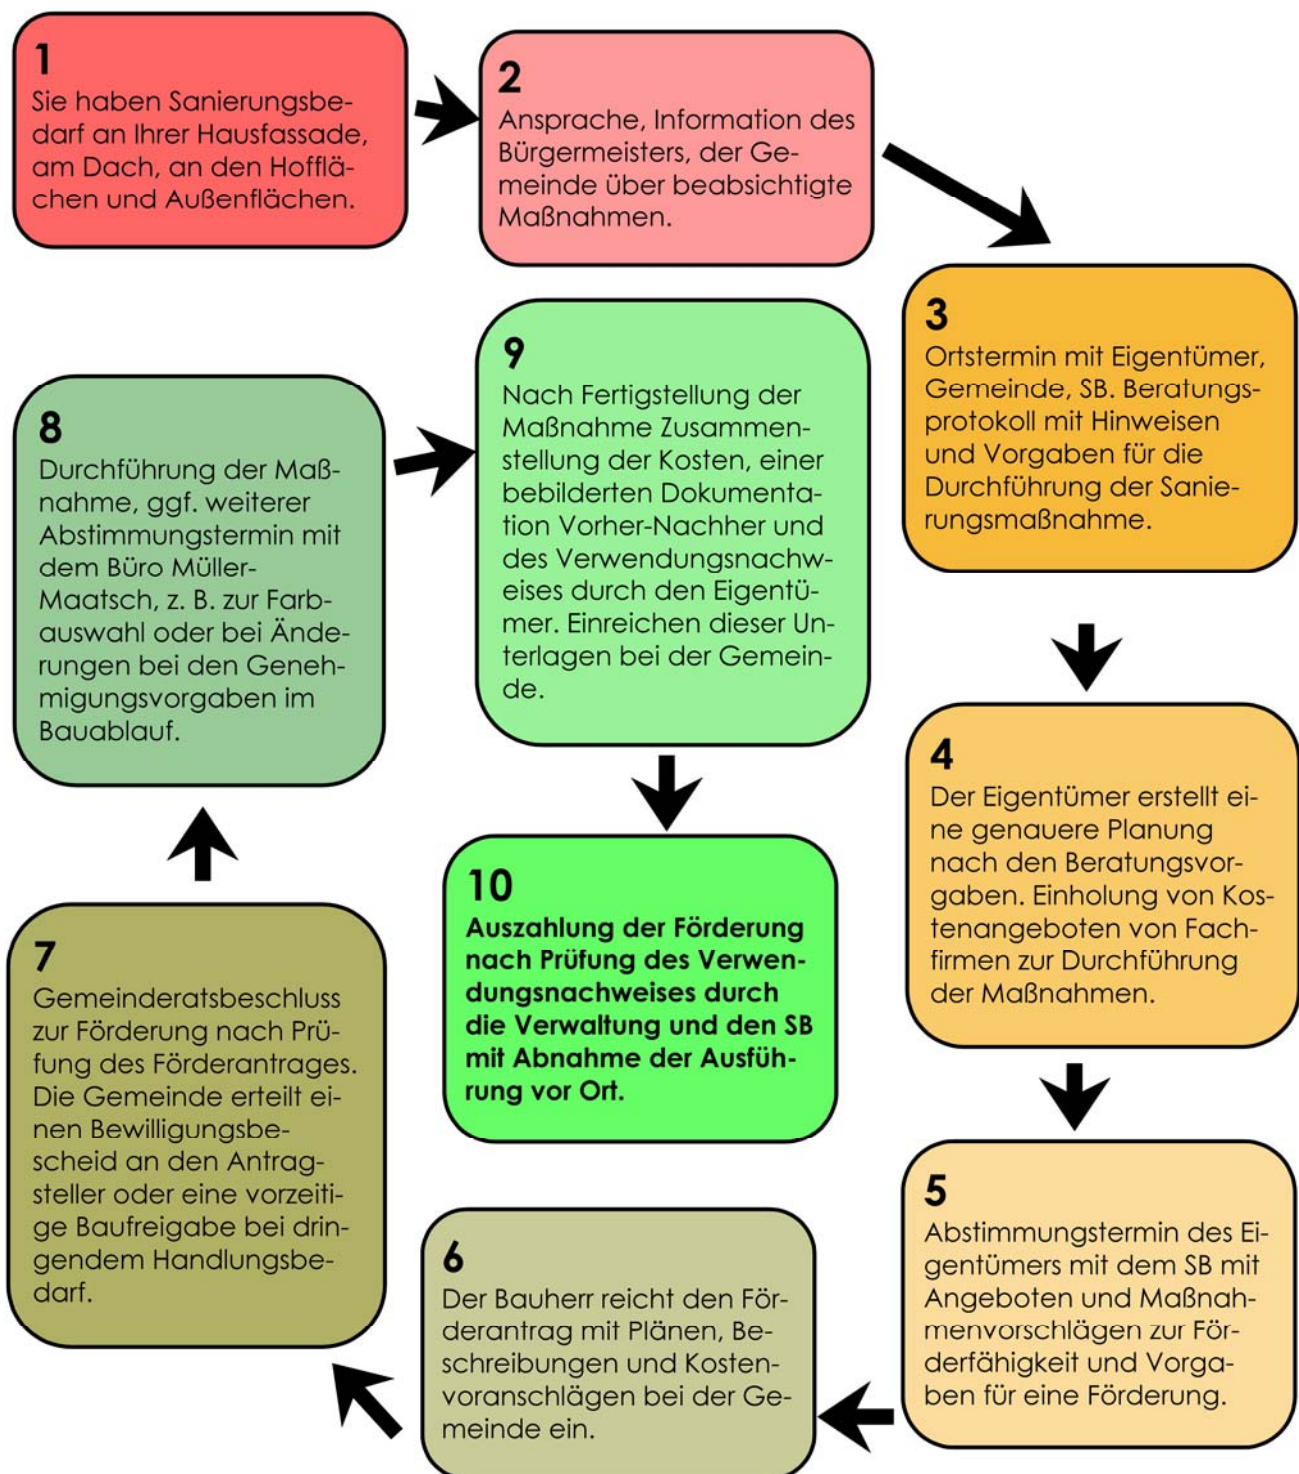 1
Sie haben Sanierungsbe-
darf an Ihrer Hausfassade,
am Dach, an den Hofflä-
chen und Außenflächen.
2
Ansprache, Information des
Bürgermeisters, der Ge-
meinde über beabsichtigte
Maßnahmen.
3
Ortstermin mit Eigentümer,
Gemeinde, SB. Beratungs-
protokoll mit Hinweisen
und Vorgaben für die
Durchführung der Sanie-
rungsmaßnahme.
4
Der Eigentümer erstellt ei-
ne genauere Planung
nach den Beratungsvor-
gaben. Einholung von Kos-
tenangeboten von Fach-
firmen zur Durchführung
der Maßnahmen.
5
Abstimmungstermin des Ei-
gentümers mit dem SB mit
Angeboten und Maßnah-
menvorschlägen zur För-
derfähigkeit und Vorga-
ben für eine Förderung.
6
Der Bauherr reicht den För-
derantrag mit Plänen, Be-
schreibungen und Kosten-
voranschlägen bei der Ge-
meinde ein.
7
Gemeinderatsbeschluss
zur Förderung nach Prü-
fung des Förderantrages.
Die Gemeinde erteilt ei-
nen Bewilligungsbe-
scheid an den Antrag-
steller oder eine vorzeiti-
ge Baufreigabe bei drin-
gendem Handlungsbe-
darf.
8
Durchführung der Maß-
nahme, ggf. weiterer
Abstimmungstermin mit
dem Büro Müller-
Maatsch, z. B. zur Farb-
auswahl oder bei Ände-
rungen bei den Geneh-
migungsvorgaben im
Bauablauf.
9
Nach Fertigstellung der
Maßnahme Zusammen-
stellung der Kosten, einer
bebilderten Dokumenta-
tion Vorher-Nachher und
des Verwendungsnachw-
eises durch den Eigentü-
mer. Einreichen dieser Un-
terlagen bei der Gemein-
de.
10
Auszahlung der Förderung
nach Prüfung des Verwen-
dungsnachweises durch
die Verwaltung und den SB
mit Abnahme der Ausfüh-
rung vor Ort.